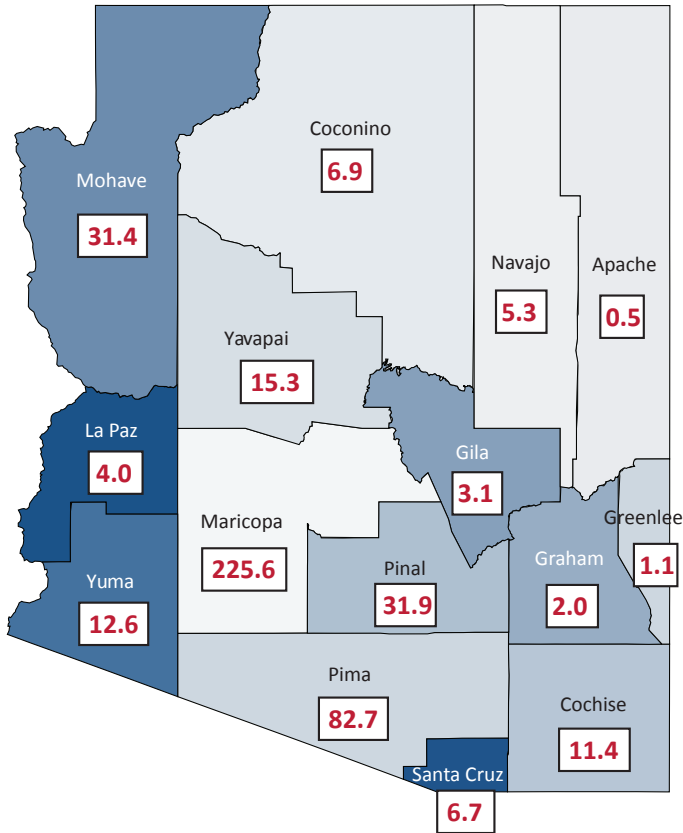 Coconino
6.9
Mohave
31.4
Navajo
5.3
Apache
0.5
Yavapai
15.3
La Paz
4.0
Gila
3.1
Maricopa
225.6
Greenlee
1.1
Graham
2.0
Pinal
31.9
Yuma
12.6
Pima
82.7
Cochise
11.4
Santa Cruz
6.7